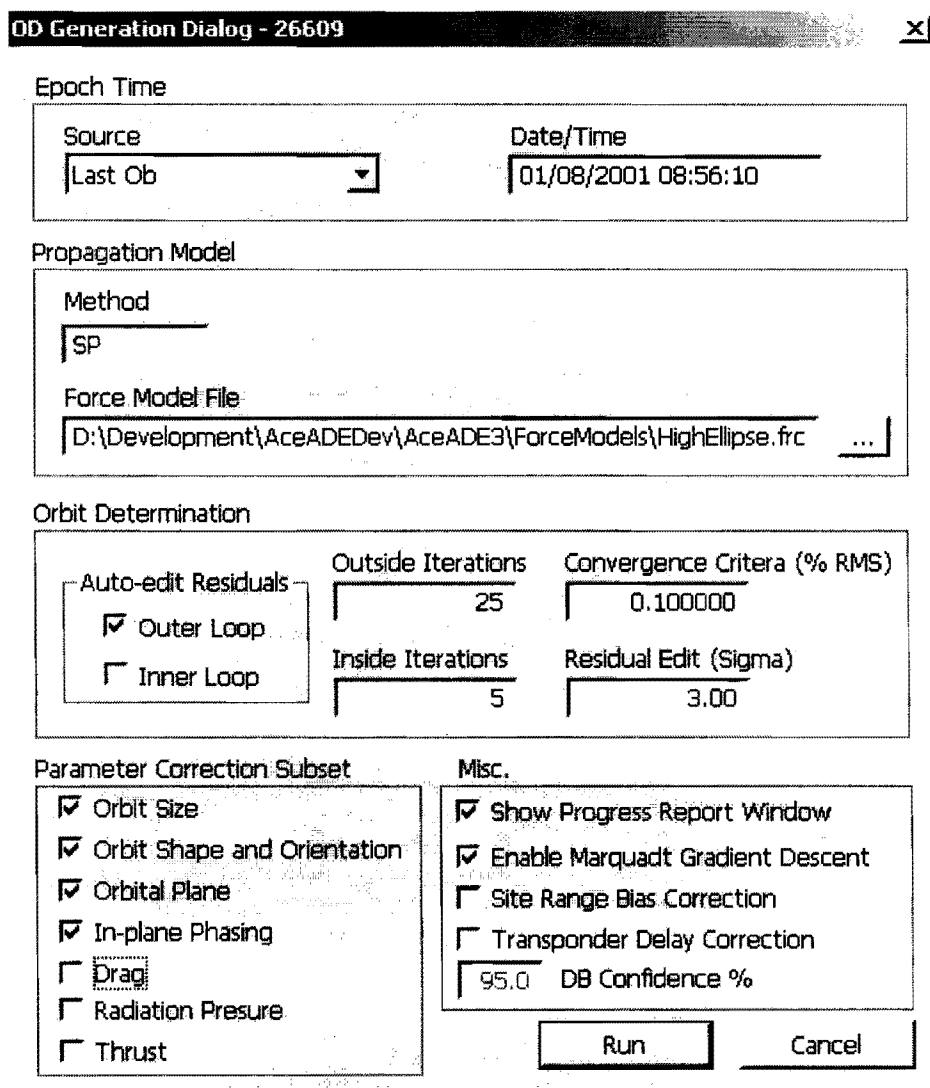 OD Generation Dialog - 26609
Epoch Time
Source
Date/Time
Last Ob
01/08/2001 08:56:10
Propagation Model
Method
SP
Force Model File
D:\Development\AceADEDev\AceADE3\ForceModels\HighEllipse.frc ...
Orbit Determination
Auto-edit Residuals
Outer Loop
Inner Loop
Outside Iterations
25
Convergence Critera (% RMS)
0.100000
Inside Iterations
5
Residual Edit (Sigma)
3.00
Parameter Correction Subset
Orbit Size
Orbit Shape and Orientation
Orbital Plane
In-plane Phasing
Drag
Radiation Presure
Thrust
Misc.
Show Progress Report Window
Enable Marquadt Gradient Descent
Site Range Bias Correction
Transponder Delay Correction
95.0 DB Confidence %
Run
Cancel